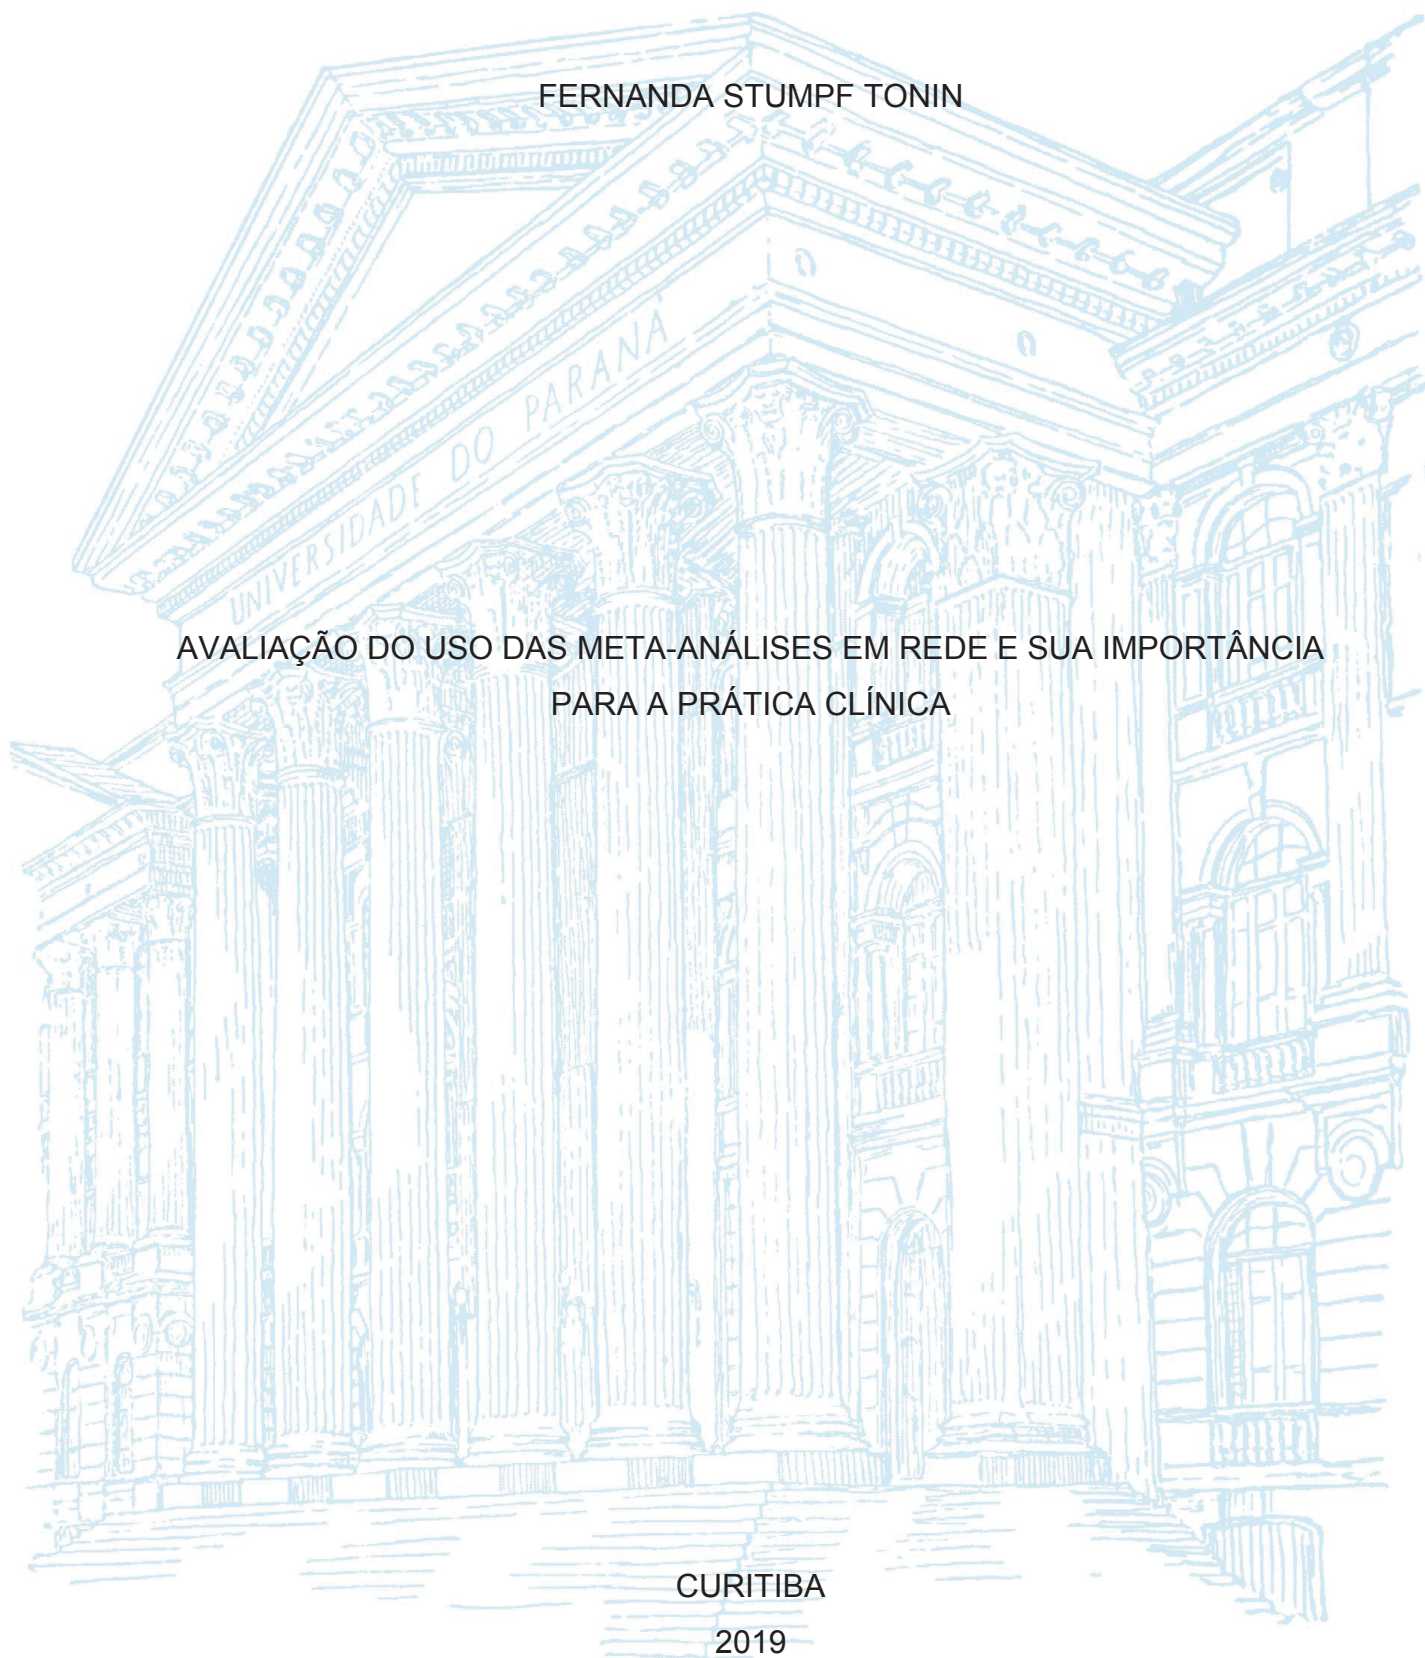 FERNANDA STUMPF TONIN
UNIVERSIDADE DO PARANÁ
AVALIAÇÃO DO USO DAS META-ANÁLISES EM REDE E SUA IMPORTÂNCIA
PARA A PRÁTICA CLÍNICA
CURITIBA
2019